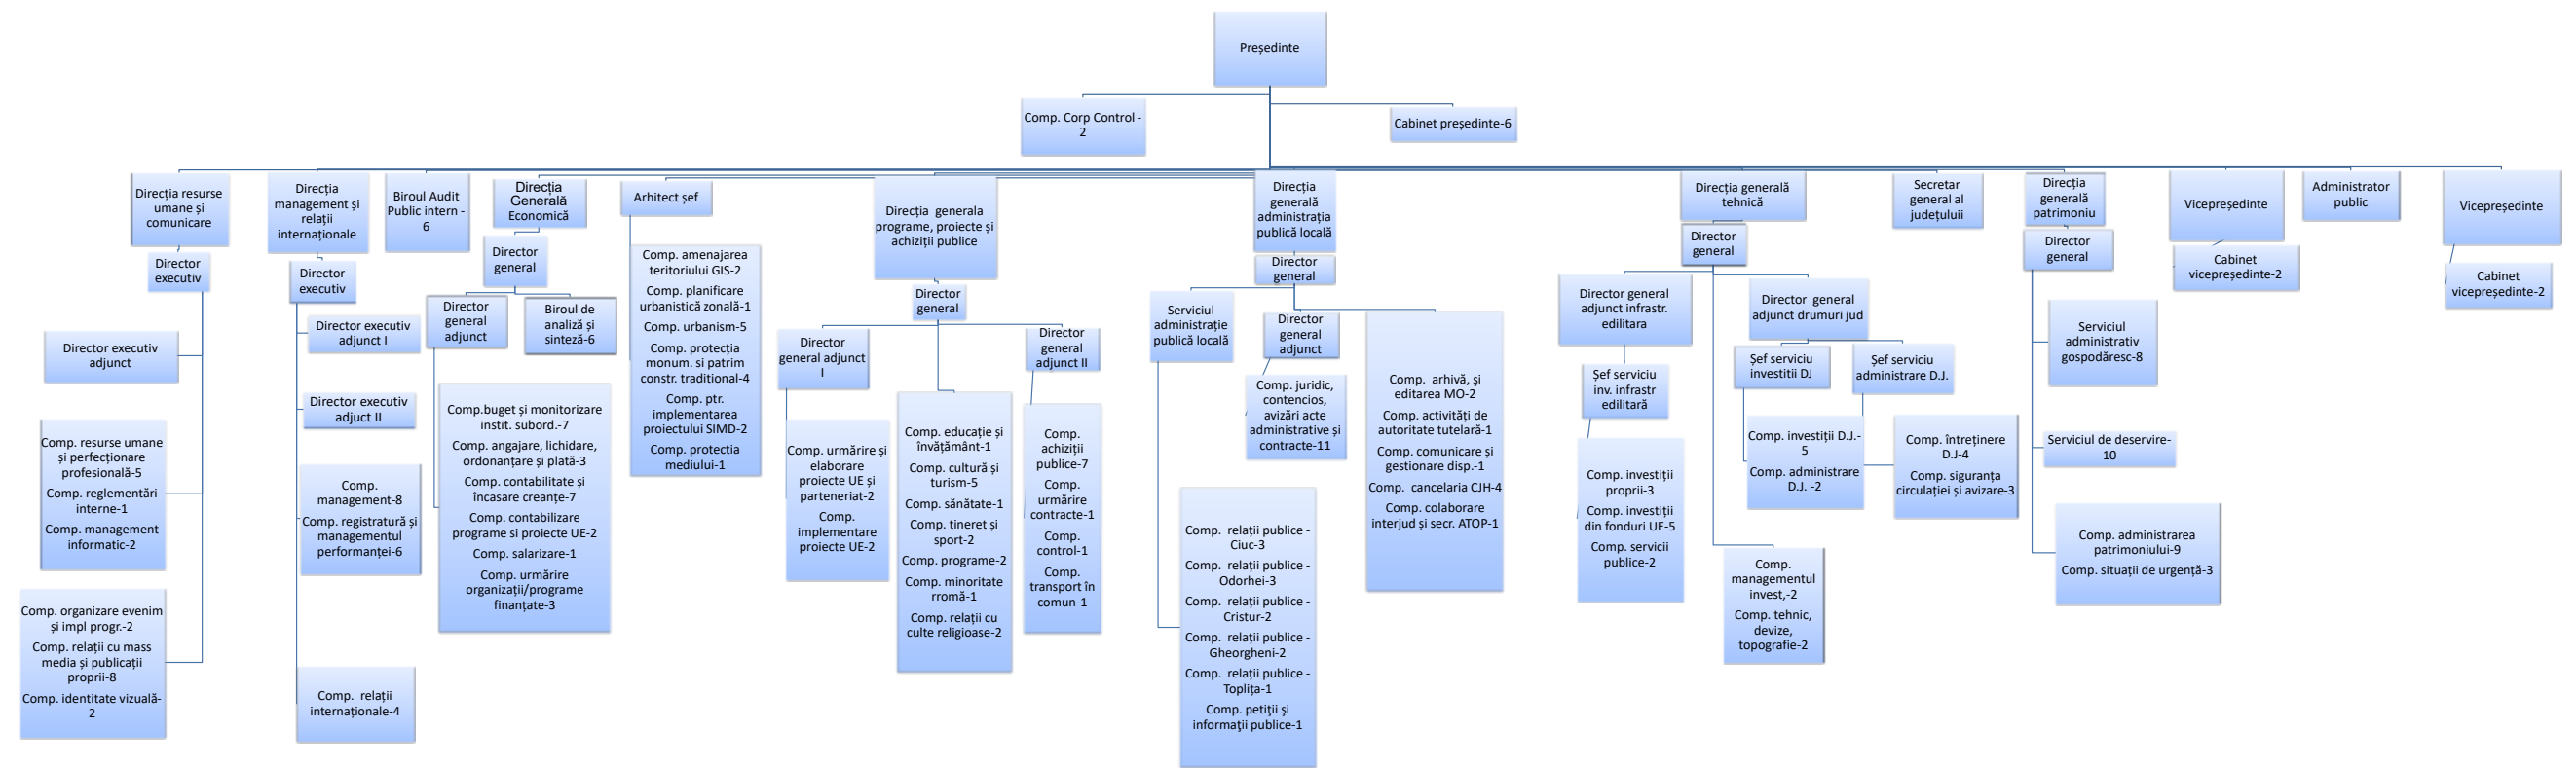 Președinte
Comp. Corp Control -
2
Cabinet președinte-6
Direcția resurse
umane și
comunicare
Director
executiv
Director executiv
adjunct
Comp. resurse umane
și perfecționare
profesională-5
Comp. reglementări
interne-1
Comp. management
informatic-2
Comp. organizare evenim
și impl progr.-2
Comp. relații cu mass
media și publicații
proprii-8
Comp. identitate vizuală-
2
Direcția
management și
relații
internaționale
Director
executiv
Director executiv
adjunct I
Director executiv
adjuct II
Comp.
management-8
Comp. registratură și
managementul
performanței-6
Comp. relații
internaționale-4
Biroul Audit
Public intern -
6
Direcția
Generală
Economică
Director
general
Director
general
adjunct
Biroul de
analiză și
sinteză-6
Comp.buget și monitorizare
instit. subord.-7
Comp. angajare, lichidare,
ordonanțare și plată-3
Comp. contabilitate și
încasare creanțe-7
Comp. contabilizare
programe si proiecte UE-2
Comp. salarizare-1
Comp. urmărire
organizații/programe
finanțate-3
Arhitect șef
Comp. amenajarea
teritoriului GIS-2
Comp. planificare
urbanistică zonală-1
Comp. urbanism-5
Comp. protecția
monum. si patrim
constr. traditional-4
Comp. ptr.
implementarea
proiectului SIMD-2
Comp. protectia
mediului-1
Direcția generala
programe, proiecte și
achiziții publice
Director
general
Director
general adjunct
I
Comp. urmărire și
elaborare
proiecte UE și
parteneriat-2
Comp.
implementare
proiecte UE-2
Comp. educație și
învățământ-1
Comp. cultură și
turism-5
Comp. sănătate-1
Comp. tineret și
sport-2
Comp. programe-2
Comp. minoritate
rromă-1
Comp. relații cu
culte religioase-2
Director
general
adjunct II
Comp.
achiziții
publice-7
Comp.
urmărire
contracte-1
Comp.
control-1
Comp.
transport în
comun-1
Direcția
generală
administrația
publică locală
Director
general
Serviciul
administrație
publică locală
Comp. relații publice -
Ciuc-3
Comp. relații publice -
Odorhei-3
Comp. relații publice -
Cristur-2
Comp. relații publice -
Gheorgheni-2
Comp. relații publice -
Toplița-1
Comp. petiţii şi
informaţii publice-1
Director
general
adjunct
Comp. juridic,
contencios,
avizări acte
administrative și
contracte-11
Comp. arhivă, şi
editarea MO-2
Comp. activități de
autoritate tutelară-1
Comp. comunicare și
gestionare disp.-1
Comp. cancelaria CJH-4
Comp. colaborare
interjud și secr. ATOP-1
Direcția generală
tehnică
Director
general
Director general
adjunct infrastr.
edilitara
Șef serviciu
inv. infrastr
edilitară
Comp. investiții
proprii-3
Comp. investiții
din fonduri UE-5
Comp. servicii
publice-2
Comp.
managementul
invest,-2
Comp. tehnic,
devize,
topografie-2
Director general
adjunct drumuri jud
Șef serviciu
investitii DJ
Șef serviciu
administrare D.J.
Comp. investiții D.J.-
5
Comp. administrare
D.J. -2
Comp. întreținere
D.J-4
Comp. siguranța
circulației și avizare-3
Secretar
general al
județuluii
Direcția
generală
patrimoniu
Director
general
Serviciul
administrativ
gospodăresc-8
Serviciul de deservire-
10
Comp. administrarea
patrimoniului-9
Comp. situații de urgență-3
Vicepreședinte
Cabinet
vicepreședinte-2
Administrator
public
Vicepreședinte
Cabinet
vicepreședinte-2